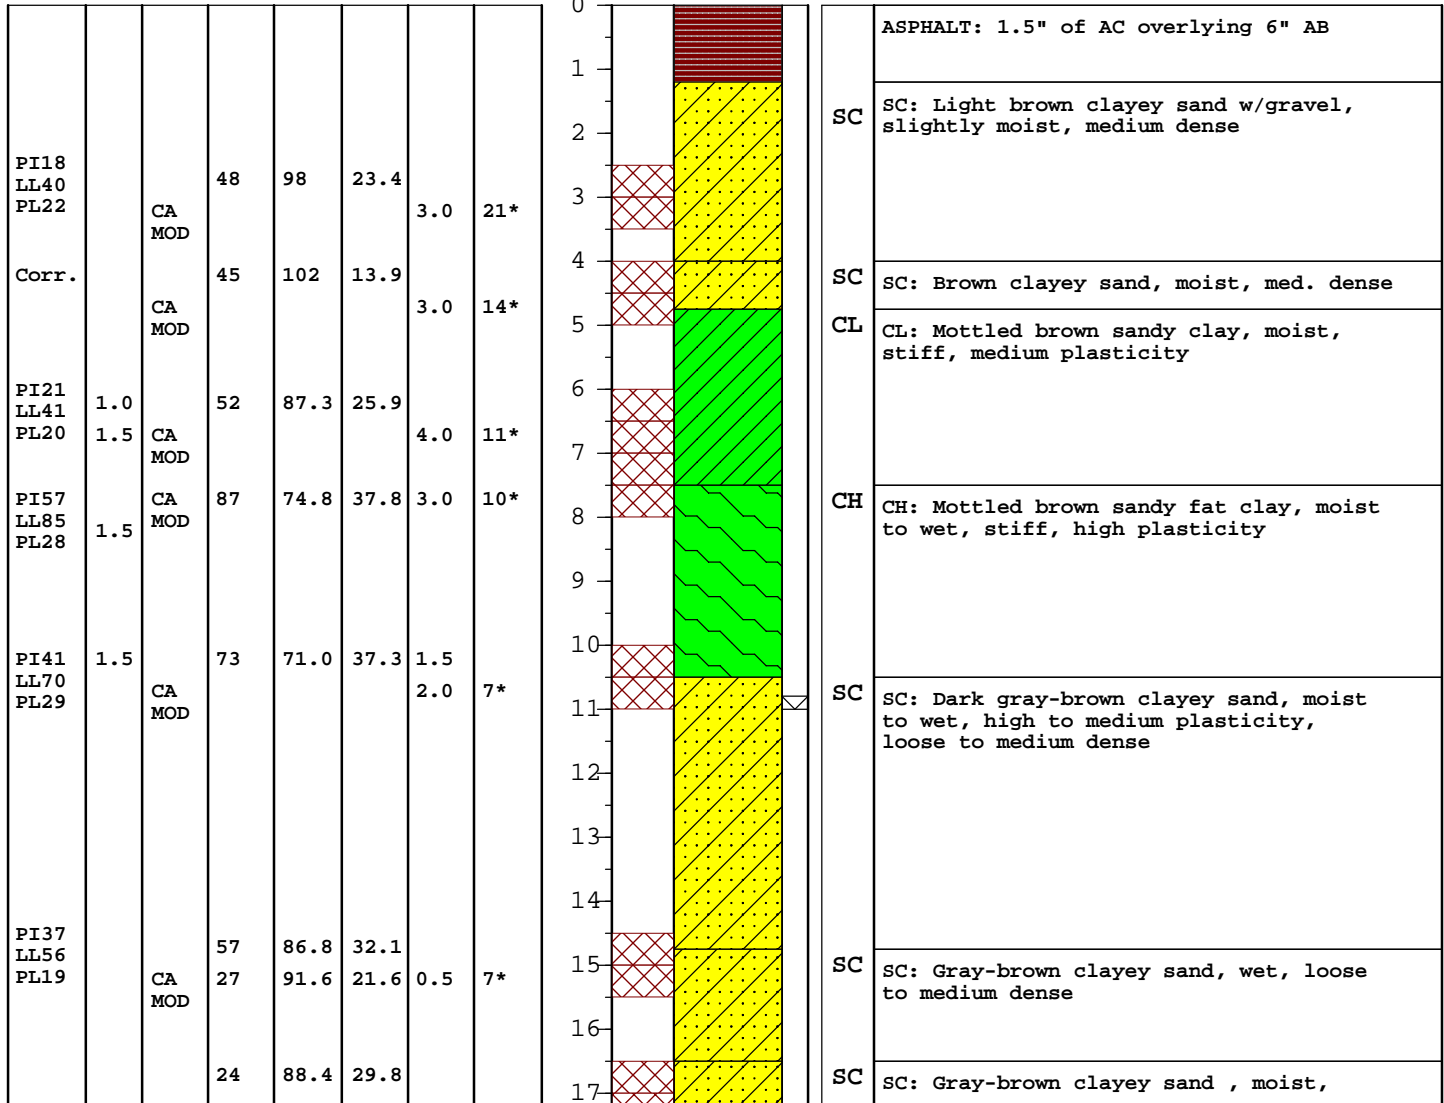 0
ASPHALT: 1.5" of AC overlying 6" AB
1
SC
SC: Light brown clayey sand w/gravel,
slightly moist, medium dense
2
PI18
LL40
PL22
48 98 23.4
CA
MOD
3.0 21*
3
4
Corr.
45 102 13.9
SC
SC: Brown clayey sand, moist, med. dense
CA
MOD
3.0 14*
5
CL
CL: Mottled brown sandy clay, moist,
stiff, medium plasticity
6
PI21
LL41
PL20
1.0
52 87.3 25.9
1.5
CA
MOD
4.0 11*
7
PI57
LL85
PL28
1.5
CA
MOD
87 74.8 37.8 3.0 10*
8
CH
CH: Mottled brown sandy fat clay, moist
to wet, stiff, high plasticity
9
10
PI41
LL70
PL29
1.5
73 71.0 37.3 1.5
CA
MOD
2.0 7*
11
SC
SC: Dark gray-brown clayey sand, moist
to wet, high to medium plasticity,
loose to medium dense
12
13
14
PI37
LL56
PL19
57 86.8 32.1
CA
MOD
27 91.6 21.6 0.5 7*
15
SC
SC: Gray-brown clayey sand, wet, loose
to medium dense
16
24 88.4 29.8
17
SC
SC: Gray-brown clayey sand , moist,